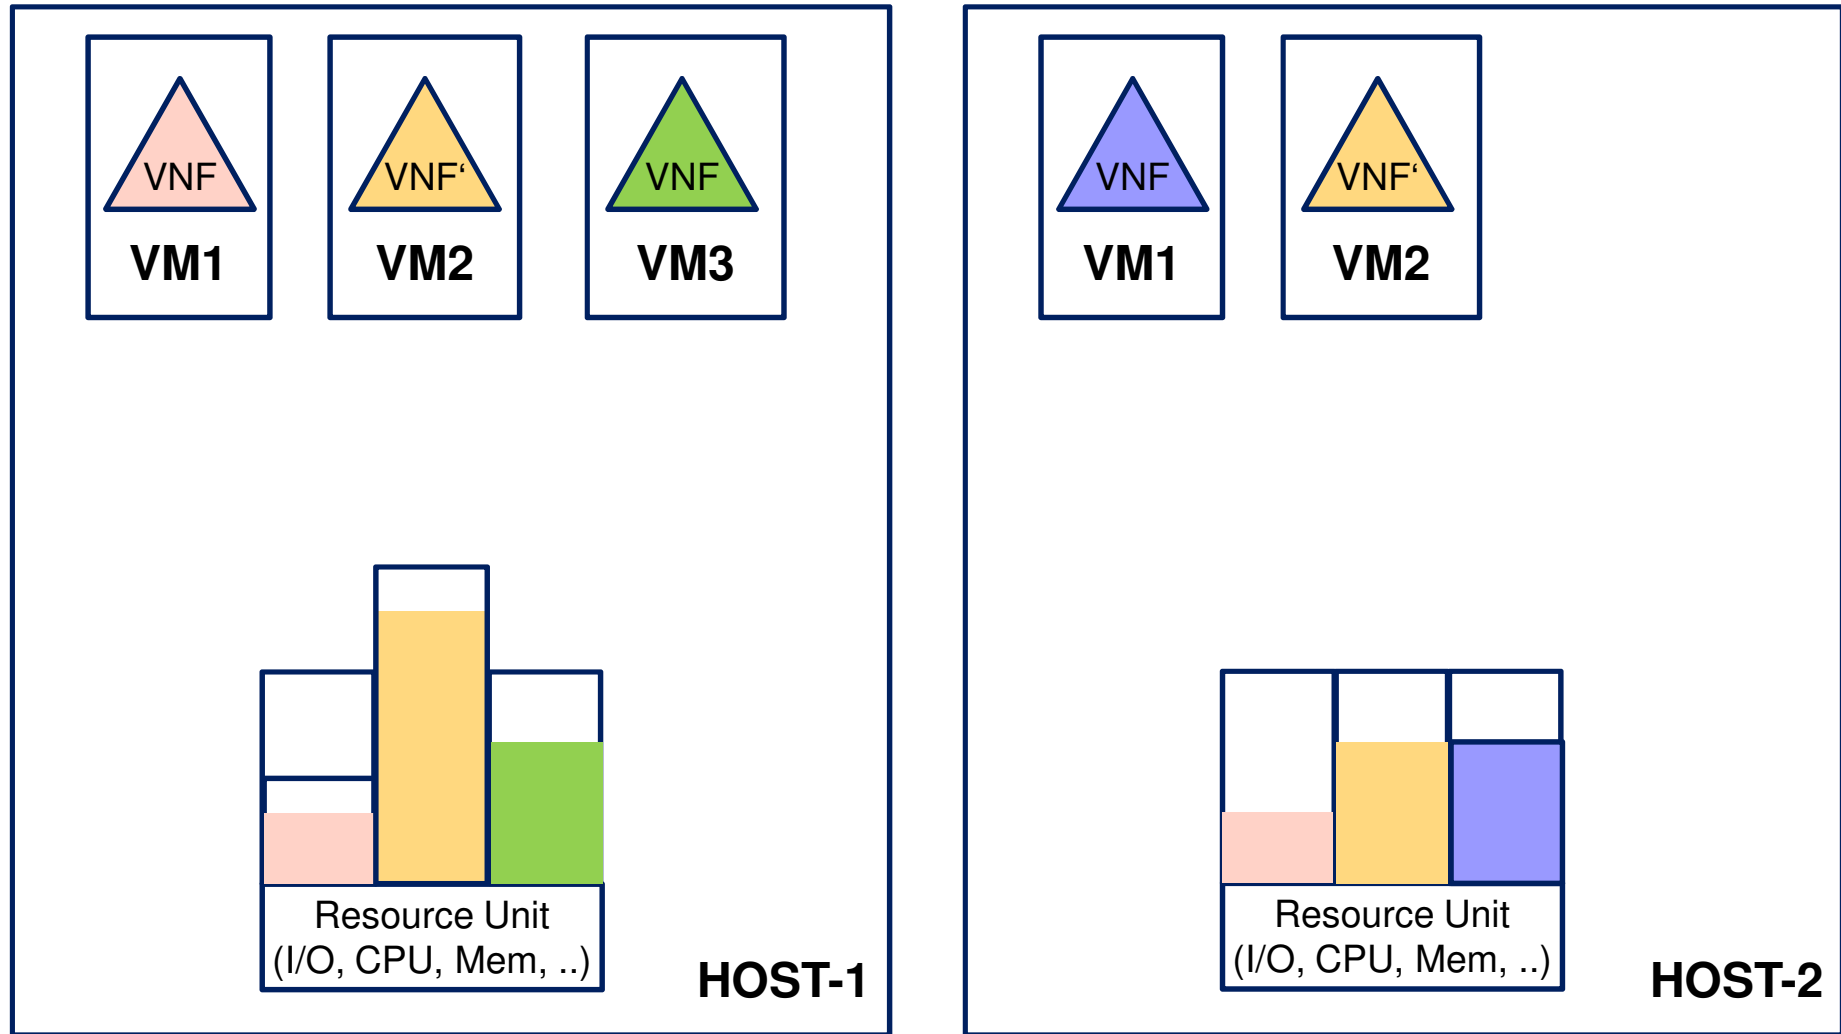 VNF
VM1
VNF‘
VM2
VNF
VM3
Resource Unit
(I/O, CPU, Mem, ..)
HOST-1
VNF
VM1
VNF‘
VM2
Resource Unit
(I/O, CPU, Mem, ..)
HOST-2